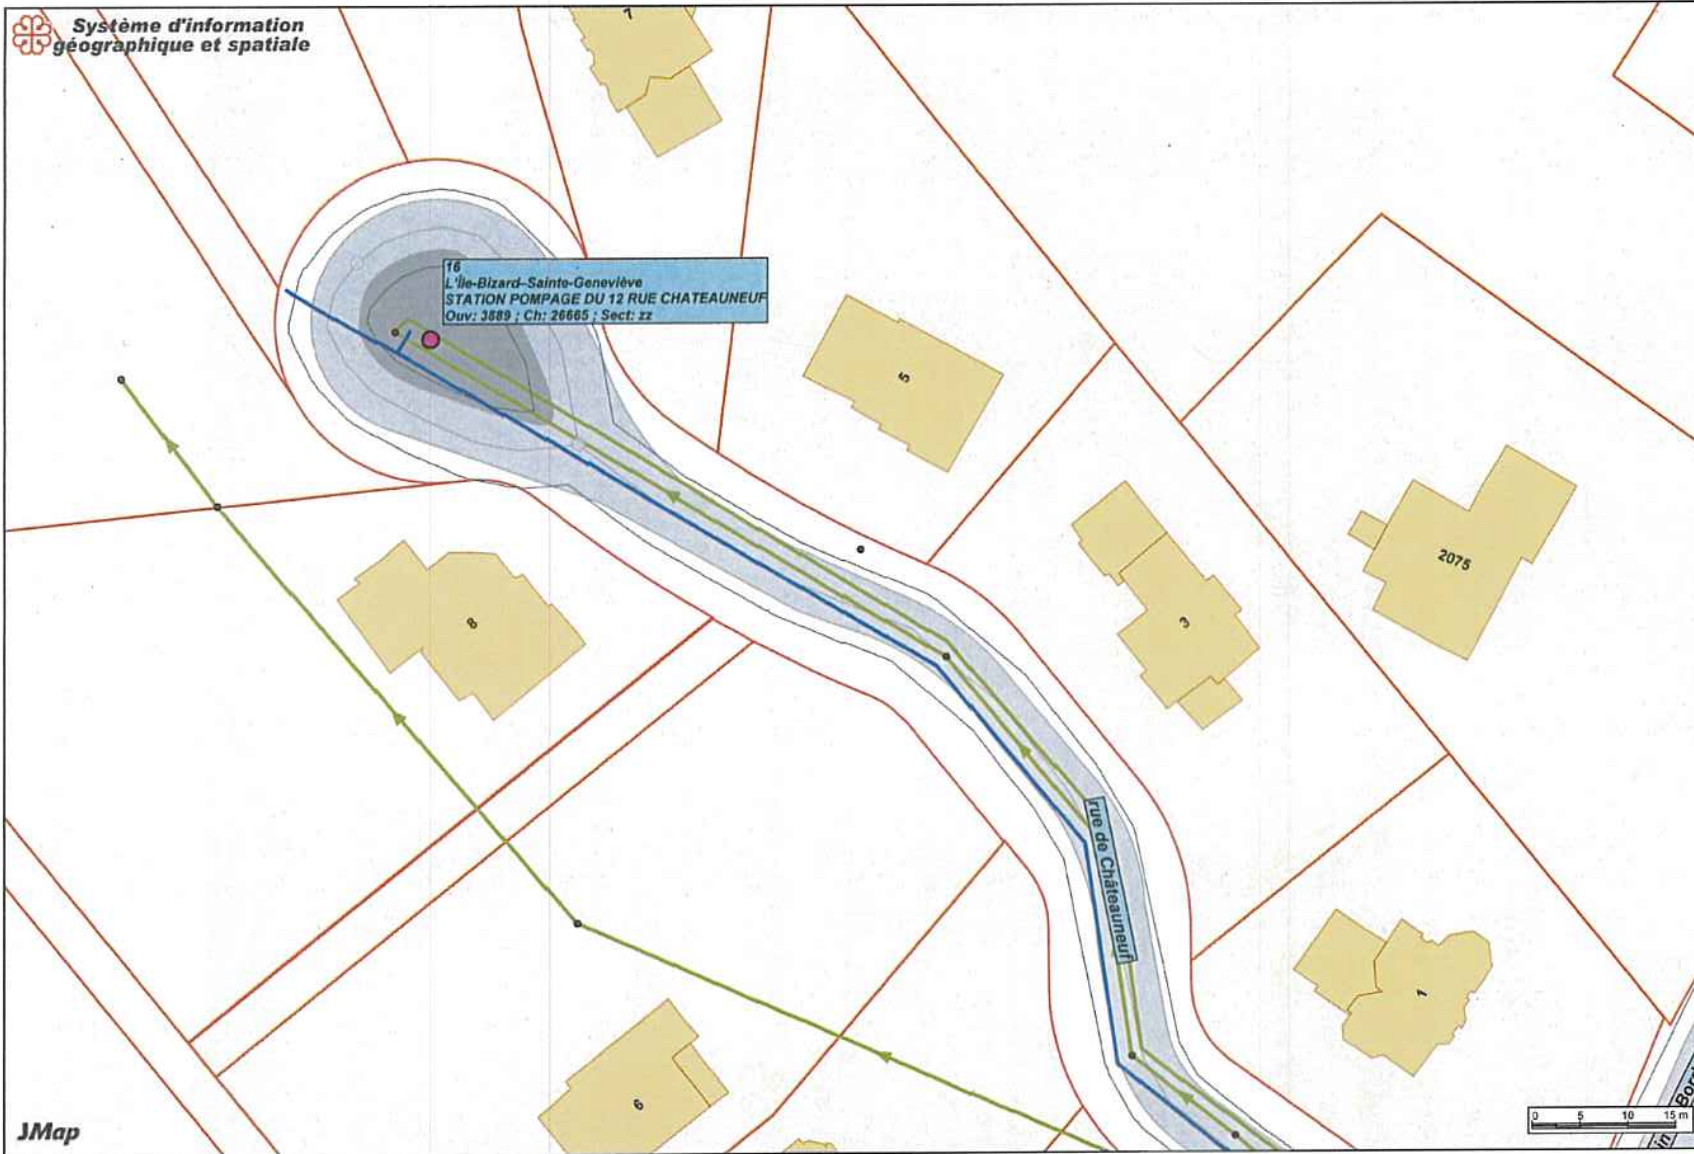 Système d'information
géographique et spatiale
7
16
L'Île-Bizard–Sainte-Geneviève
STATION POMPAGE DU 12 RUE CHATEAUNEUF
Ouv: 3889 ; Ch: 26665 ; Sect: zz
5
2075
3
8
rue de Châteauneuf
1
6
0 5 10 15 m
JMap